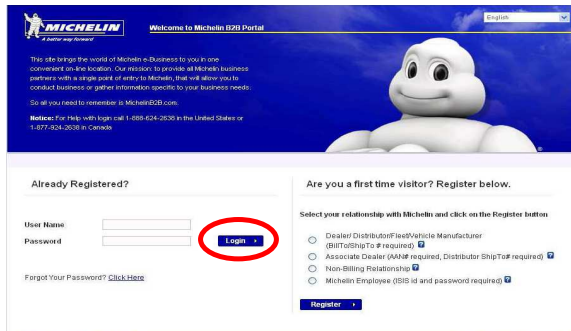 MICHELIN
A better way forward
Welcome to Michelin B2B Portal
English
This site brings the world of Michelin e-Business to you in one
convenient on-line location. Our mission: to provide all Michelin business
partners with a single point of entry to Michelin, that will allow you to
conduct business or gather information specific to your business needs.
So all you need to remember is MichelinB2B.com.
Notice: For Help with login call 1-888-624-2638 in the United States or
1-877-924-2638 in Canada
Already Registered?
User Name
Password
Login
Forgot Your Password? Click Here
Are you a first time visitor? Register below.
Select your relationship with Michelin and click on the Register button
Dealer/ Distributor/Fleet/Vehicle Manufacturer
(BillTo/ShipTo # required) ?
Associate Dealer (AAN# required, Distributor ShipTo# required) ?
Non-Billing Relationship ?
Michelin Employee (ISIS id and password required) ?
Register